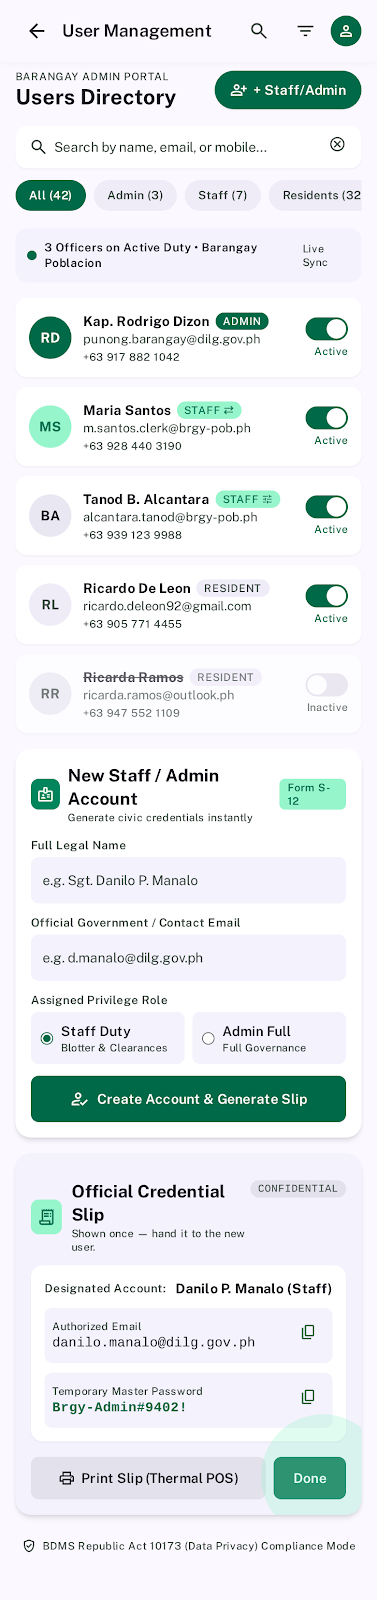 User Management
BARANGAY ADMIN PORTAL
Users Directory
+ Staff/Admin
Search by name, email, or mobile...
All (42)
Admin (3)
Staff (7)
Residents (32
3 Officers on Active Duty • Barangay
Poblacion
Live
Sync
RD
Kap. Rodrigo Dizon
ADMIN
punong.barangay@dilg.gov.ph
+63 917 882 1042
Active
MS
Maria Santos
STAFF
m.santos.clerk@brgy-pob.ph
+63 928 440 3190
Active
BA
Tanod B. Alcantara
STAFF
alcantara.tanod@brgy-pob.ph
+63 939 123 9988
Active
RL
Ricardo De Leon
RESIDENT
ricardo.deleon92@gmail.com
+63 905 771 4455
Active
RR
Ricarda Ramos
RESIDENT
ricarda.ramos@outlook.ph
+63 947 552 1109
Inactive
New Staff / Admin
Account
Generate civic credentials instantly
Form S-
12
Full Legal Name
e.g. Sgt. Danilo P. Manalo
Official Government / Contact Email
e.g. d.manalo@dilg.gov.ph
Assigned Privilege Role
Staff Duty
Blotter & Clearances
Admin Full
Full Governance
Create Account & Generate Slip
Official Credential
Slip
CONFIDENTIAL
Shown once — hand it to the new
user.
Designated Account:
Danilo P. Manalo (Staff)
Authorized Email
danilo.manalo@dilg.gov.ph
Temporary Master Password
Brgy-Admin#9402!
Print Slip (Thermal POS)
Done
BDMS Republic Act 10173 (Data Privacy) Compliance Mode